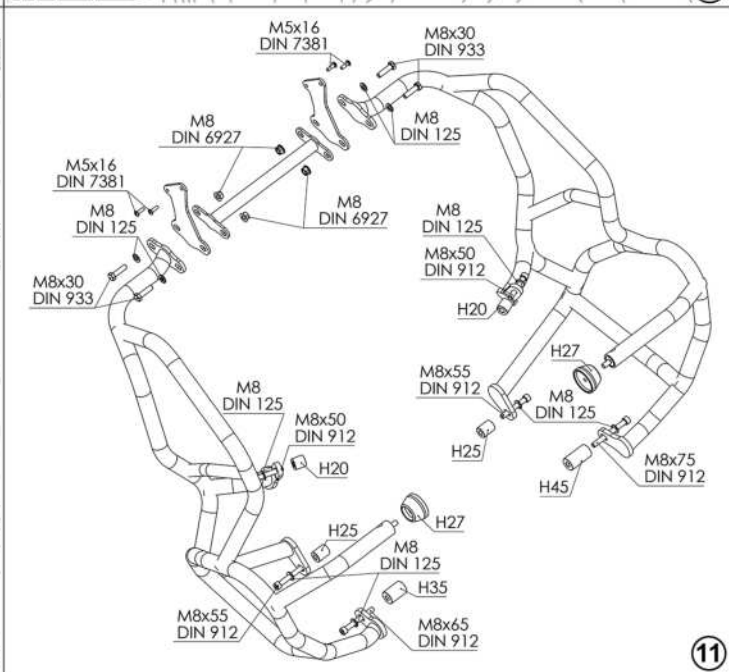 M5x16
DIN 7381
M8x30
DIN 933
M8
DIN 125
M8
DIN 6927
M5x16
DIN 7381
M8
DIN 6927
M8
DIN 125
M8x30
DIN 933
M8
DIN 125
M8x50
DIN 912
H20
H27
M8x55
DIN 912
M8
DIN 125
H25
H45
M8x75
DIN 912
M8
DIN 125
M8x50
DIN 912
H20
H27
H25
M8
DIN 125
H35
M8x55
DIN 912
M8x65
DIN 912
11